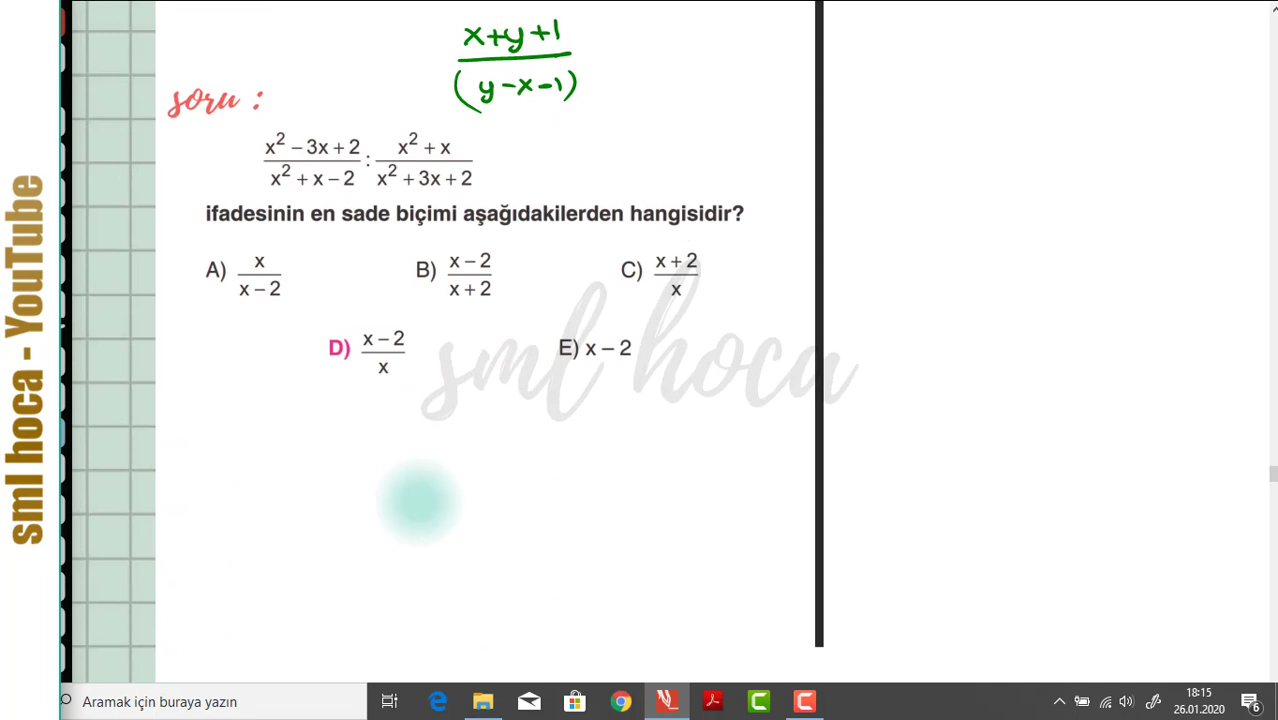 x+y+1
(y-x-1)
soru :
x² – 3x + 2 / x² + x – 2 : x² + x / x² + 3x + 2
ifadesinin en sade biçimi aşağıdakilerden hangisidir?
A) x / x – 2 B) x – 2 / x + 2 C) x + 2 / x
D) x – 2 / x E) x – 2
sml hoca
sml hoca - YouTube
Aramak için buraya yazın
18:15
26.01.2020
6